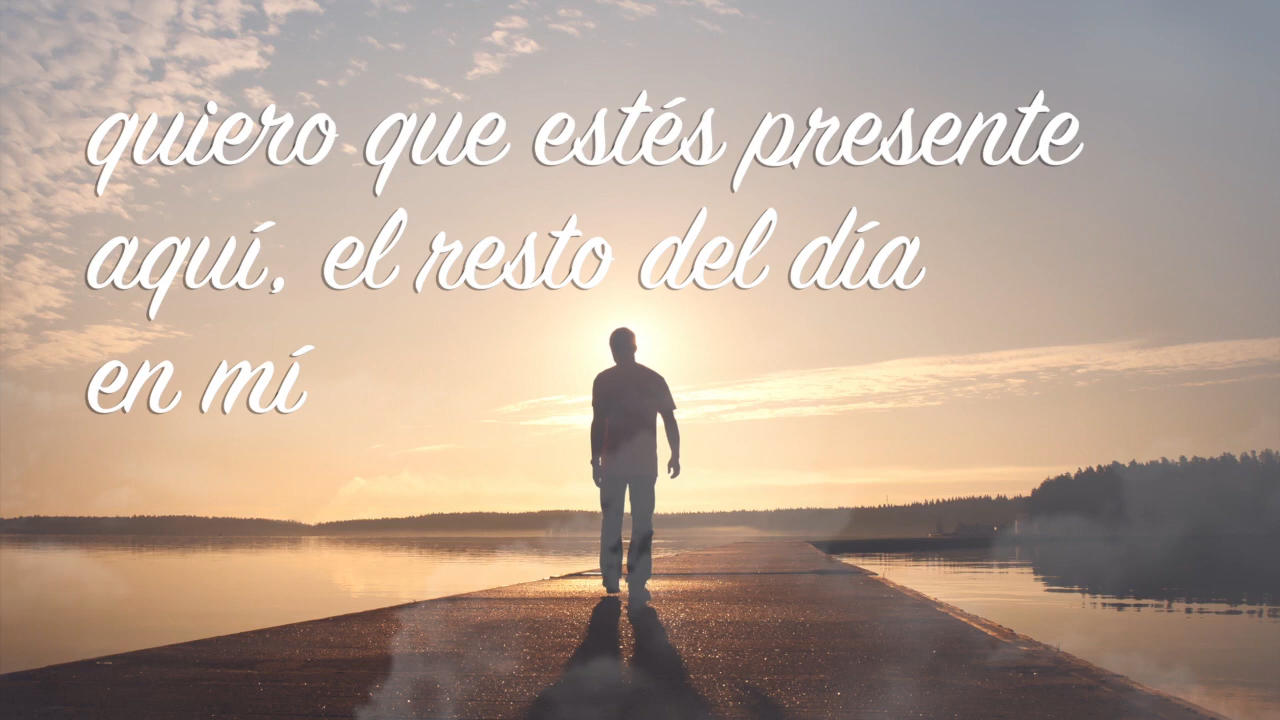 quiero que estés presente
aquí, el resto del día
en mí